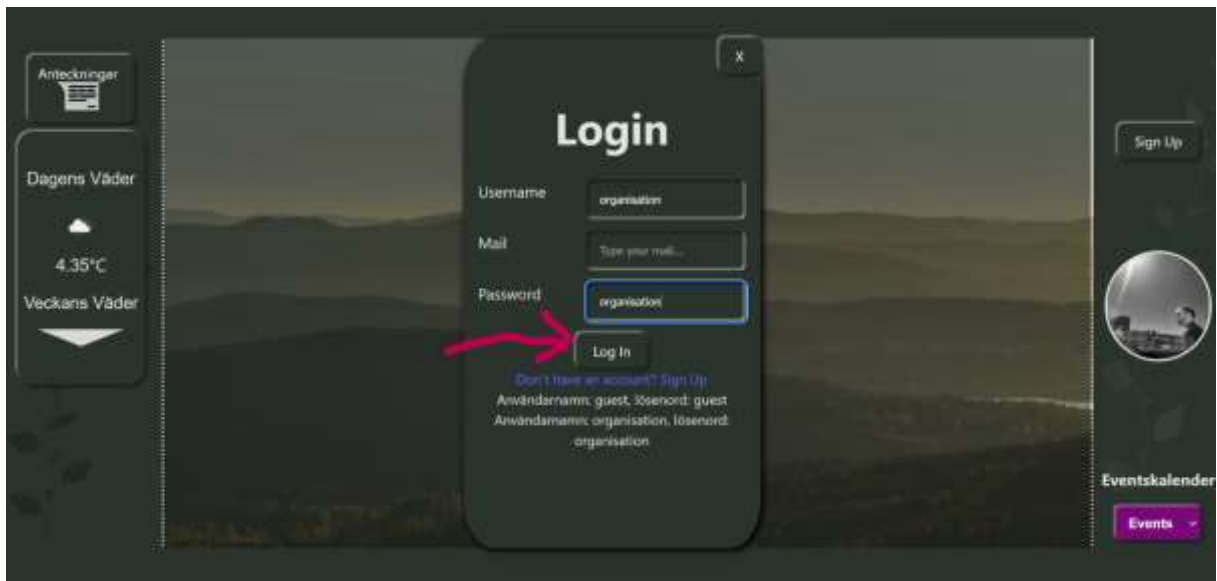 Anteckningar
Dagens Väder
4.35°C
Veckans Väder
X
Login
Username
organisation
Mail
Type your mail...
Password
organisation
Log In
Don't have an account? Sign Up
Användarnamn: guest, lösenord: guest
Användarnamn: organisation, lösenord:
organisation
Sign Up
Eventskalender
Events